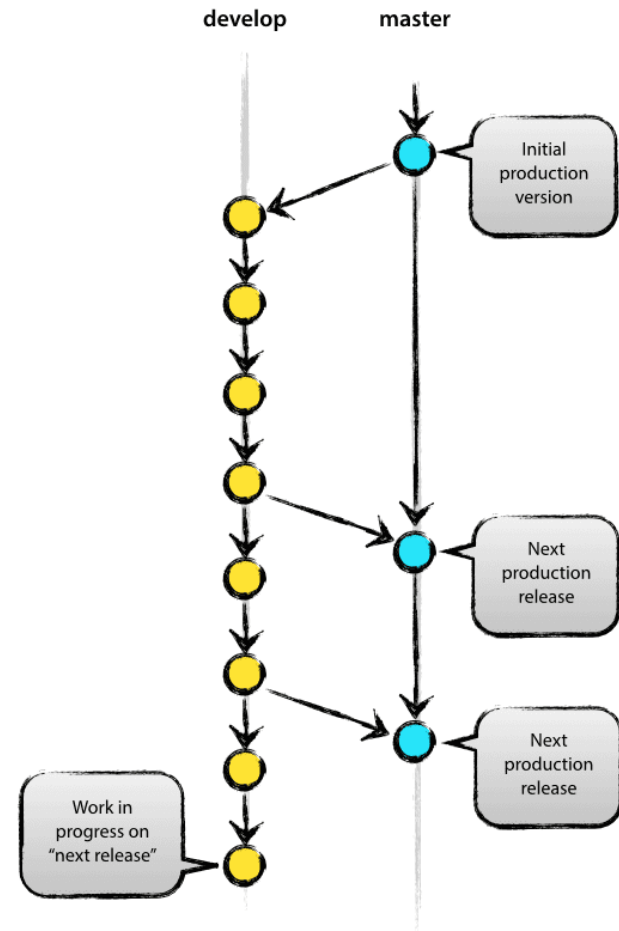 develop
master
Initial
production
version
Next
production
release
Next
production
release
Work in
progress on
“next release”